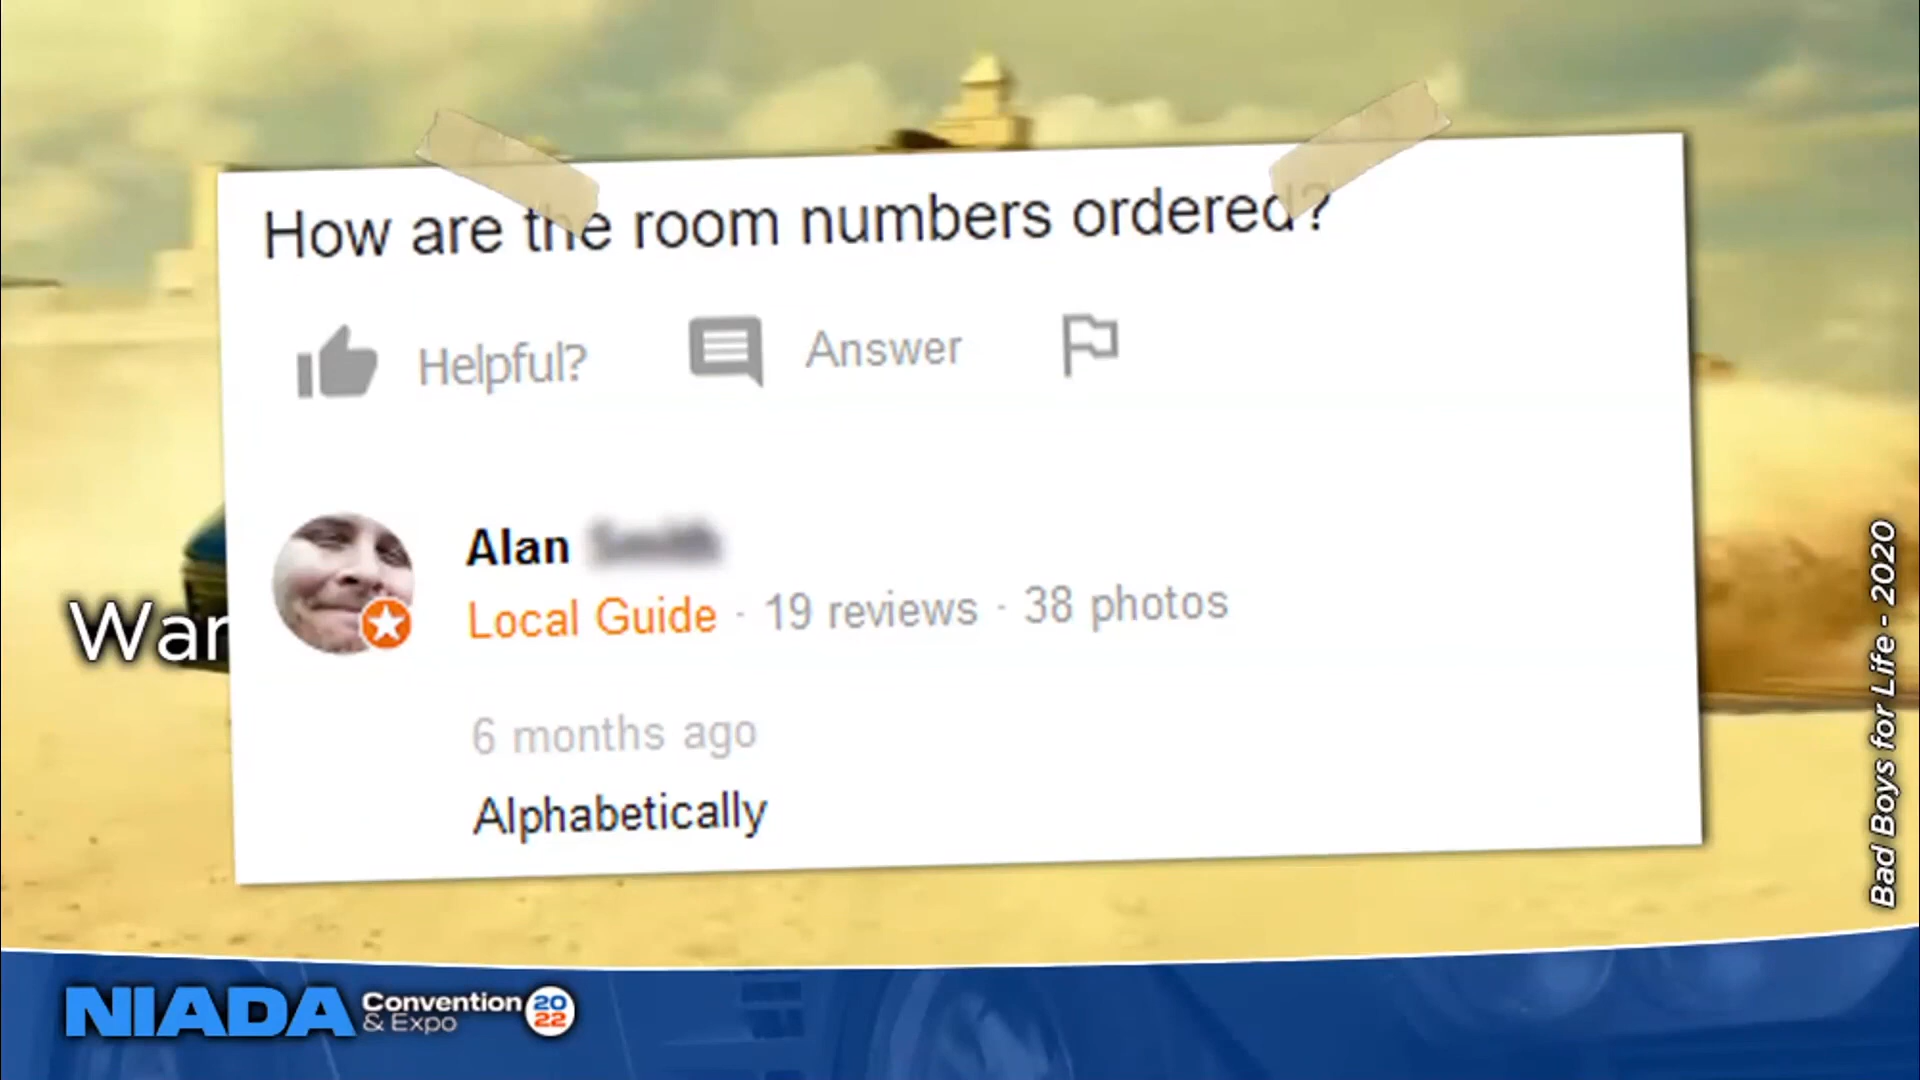 How are the room numbers ordered?
Helpful? Answer
Alan
Local Guide · 19 reviews · 38 photos
6 months ago
Alphabetically
War
Bad Boys for Life - 2020
NIADA Convention & Expo 2022